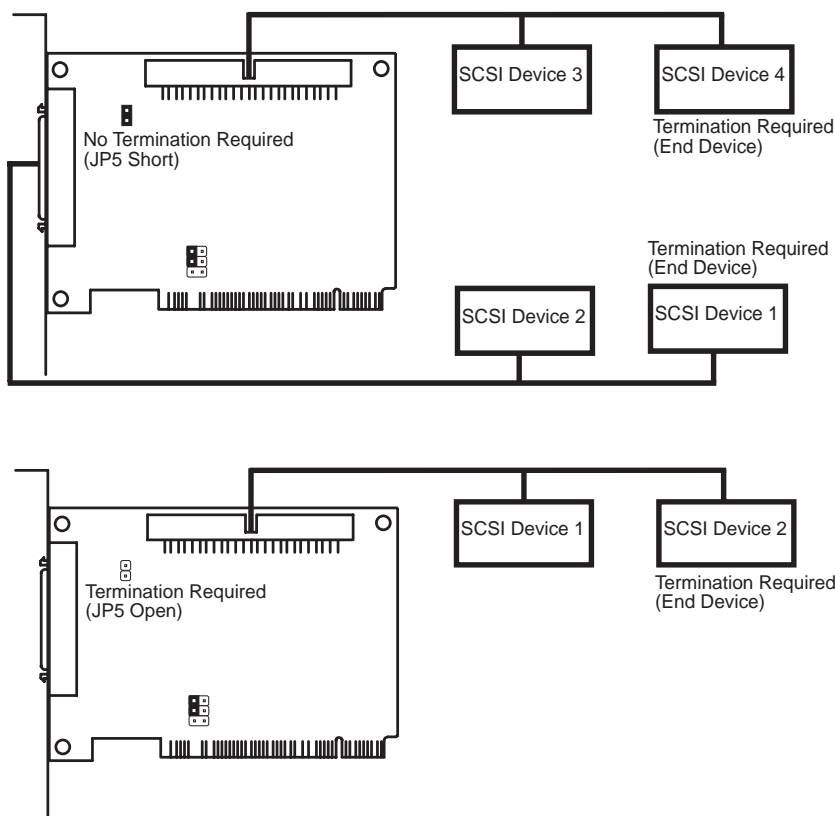 SCSI Device 3
SCSI Device 4
Termination Required
(End Device)
No Termination Required
(JP5 Short)
Termination Required
(End Device)
SCSI Device 2
SCSI Device 1
SCSI Device 1
SCSI Device 2
Termination Required
(End Device)
Termination Required
(JP5 Open)